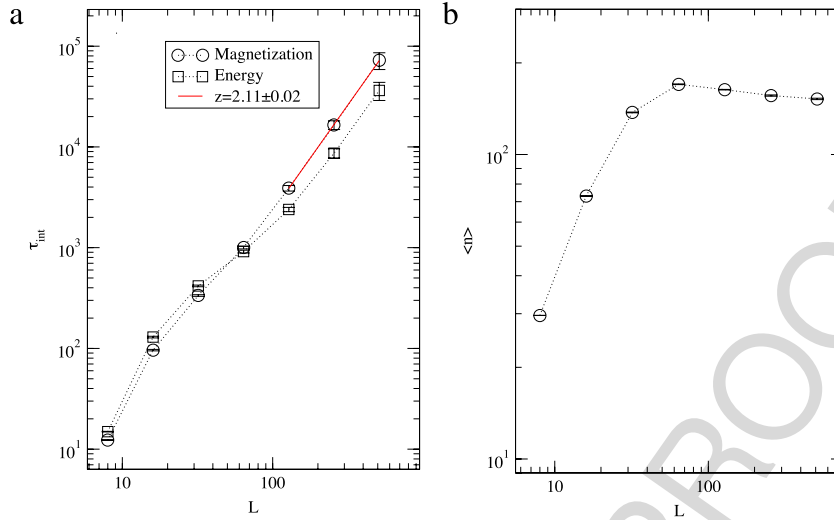 a
b
Magnetization
Energy
z=2.11±0.02
10^5
10^4
10^3
10^2
10^1
τ_int
10
100
L
10^2
10^1
<n>
10
100
L
PROO